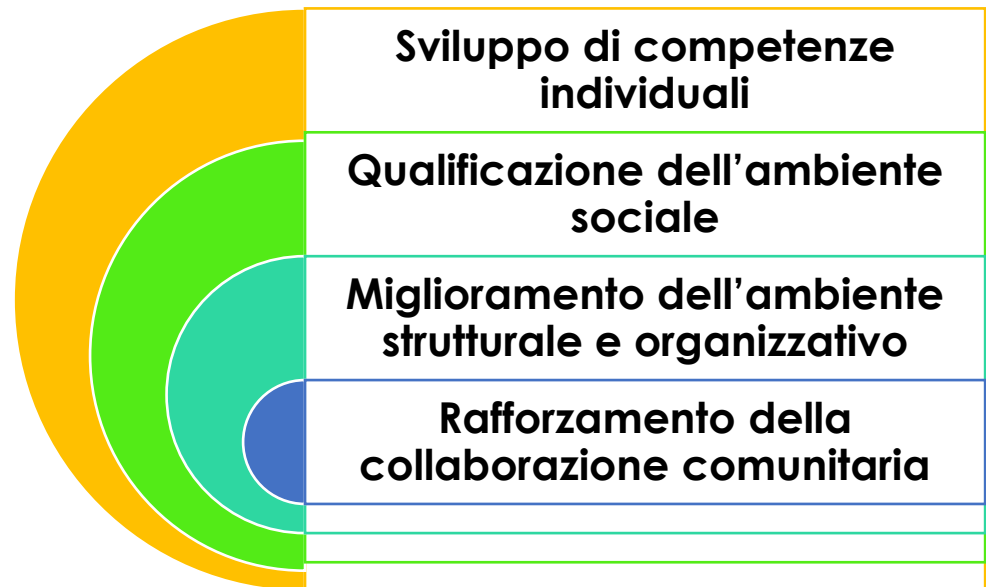 Sviluppo di competenze
individuali
Qualificazione dell’ambiente
sociale
Miglioramento dell’ambiente
strutturale e organizzativo
Rafforzamento della
collaborazione comunitaria